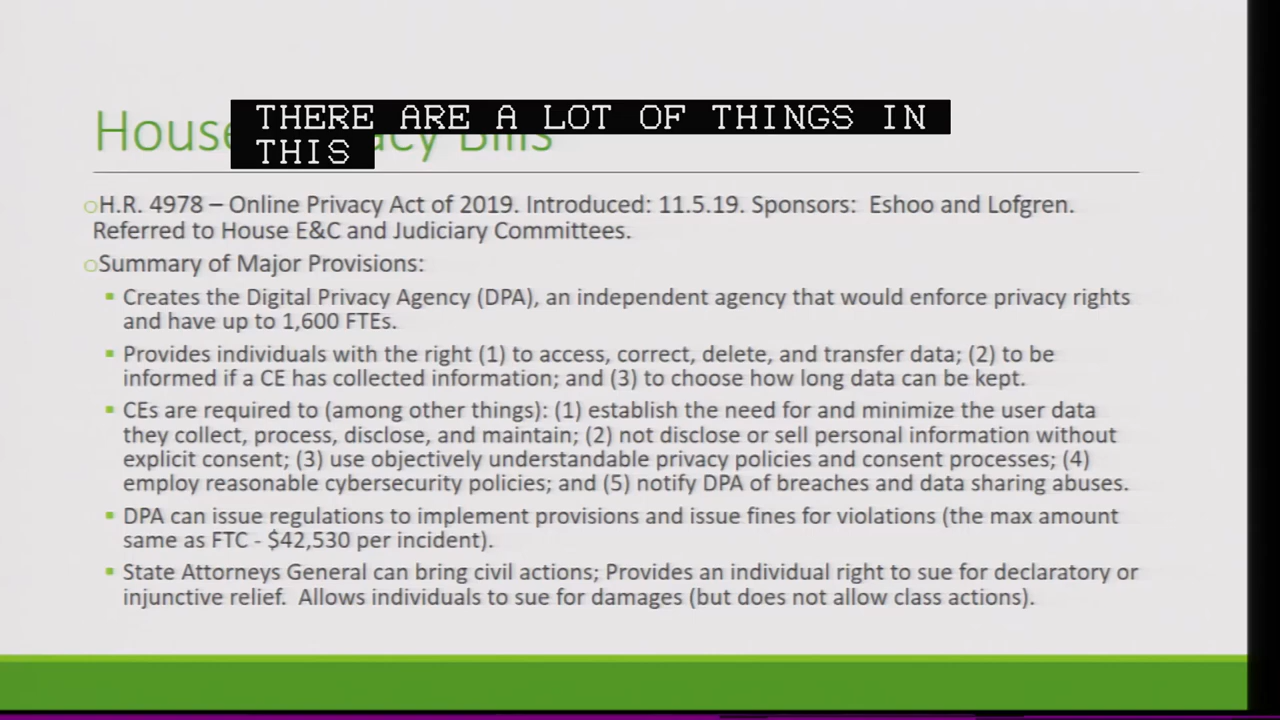 THERE ARE A LOT OF THINGS IN
THIS
House Bills
○H.R. 4978 – Online Privacy Act of 2019. Introduced: 11.5.19. Sponsors:  Eshoo and Lofgren.
Referred to House E&C and Judiciary Committees.
○Summary of Major Provisions:
▪ Creates the Digital Privacy Agency (DPA), an independent agency that would enforce privacy rights
and have up to 1,600 FTEs.
▪ Provides individuals with the right (1) to access, correct, delete, and transfer data; (2) to be
informed if a CE has collected information; and (3) to choose how long data can be kept.
▪ CEs are required to (among other things): (1) establish the need for and minimize the user data
they collect, process, disclose, and maintain; (2) not disclose or sell personal information without
explicit consent; (3) use objectively understandable privacy policies and consent processes; (4)
employ reasonable cybersecurity policies; and (5) notify DPA of breaches and data sharing abuses.
▪ DPA can issue regulations to implement provisions and issue fines for violations (the max amount
same as FTC - $42,530 per incident).
▪ State Attorneys General can bring civil actions; Provides an individual right to sue for declaratory or
injunctive relief.  Allows individuals to sue for damages (but does not allow class actions).